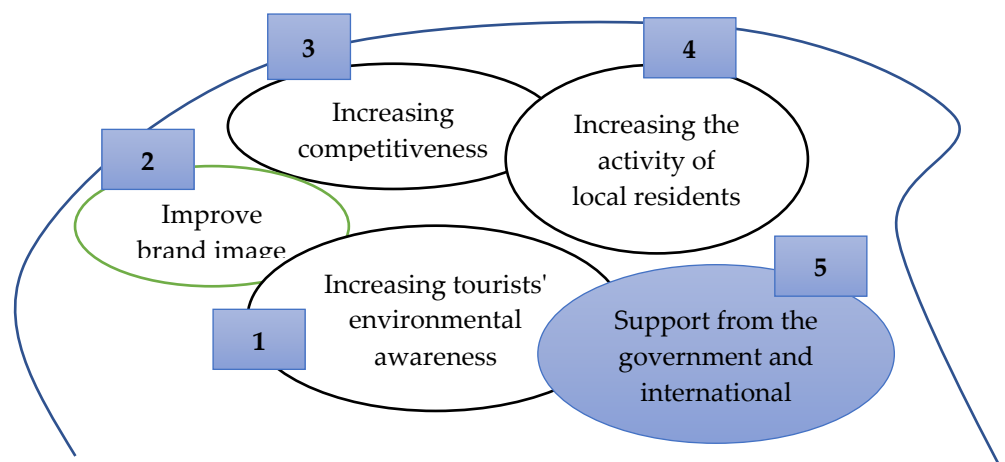 3
Increasing
competitiveness
4
Increasing the
activity of
local residents
2
Improve
brand image
1
Increasing tourists'
environmental
awareness
5
Support from the
government and
international